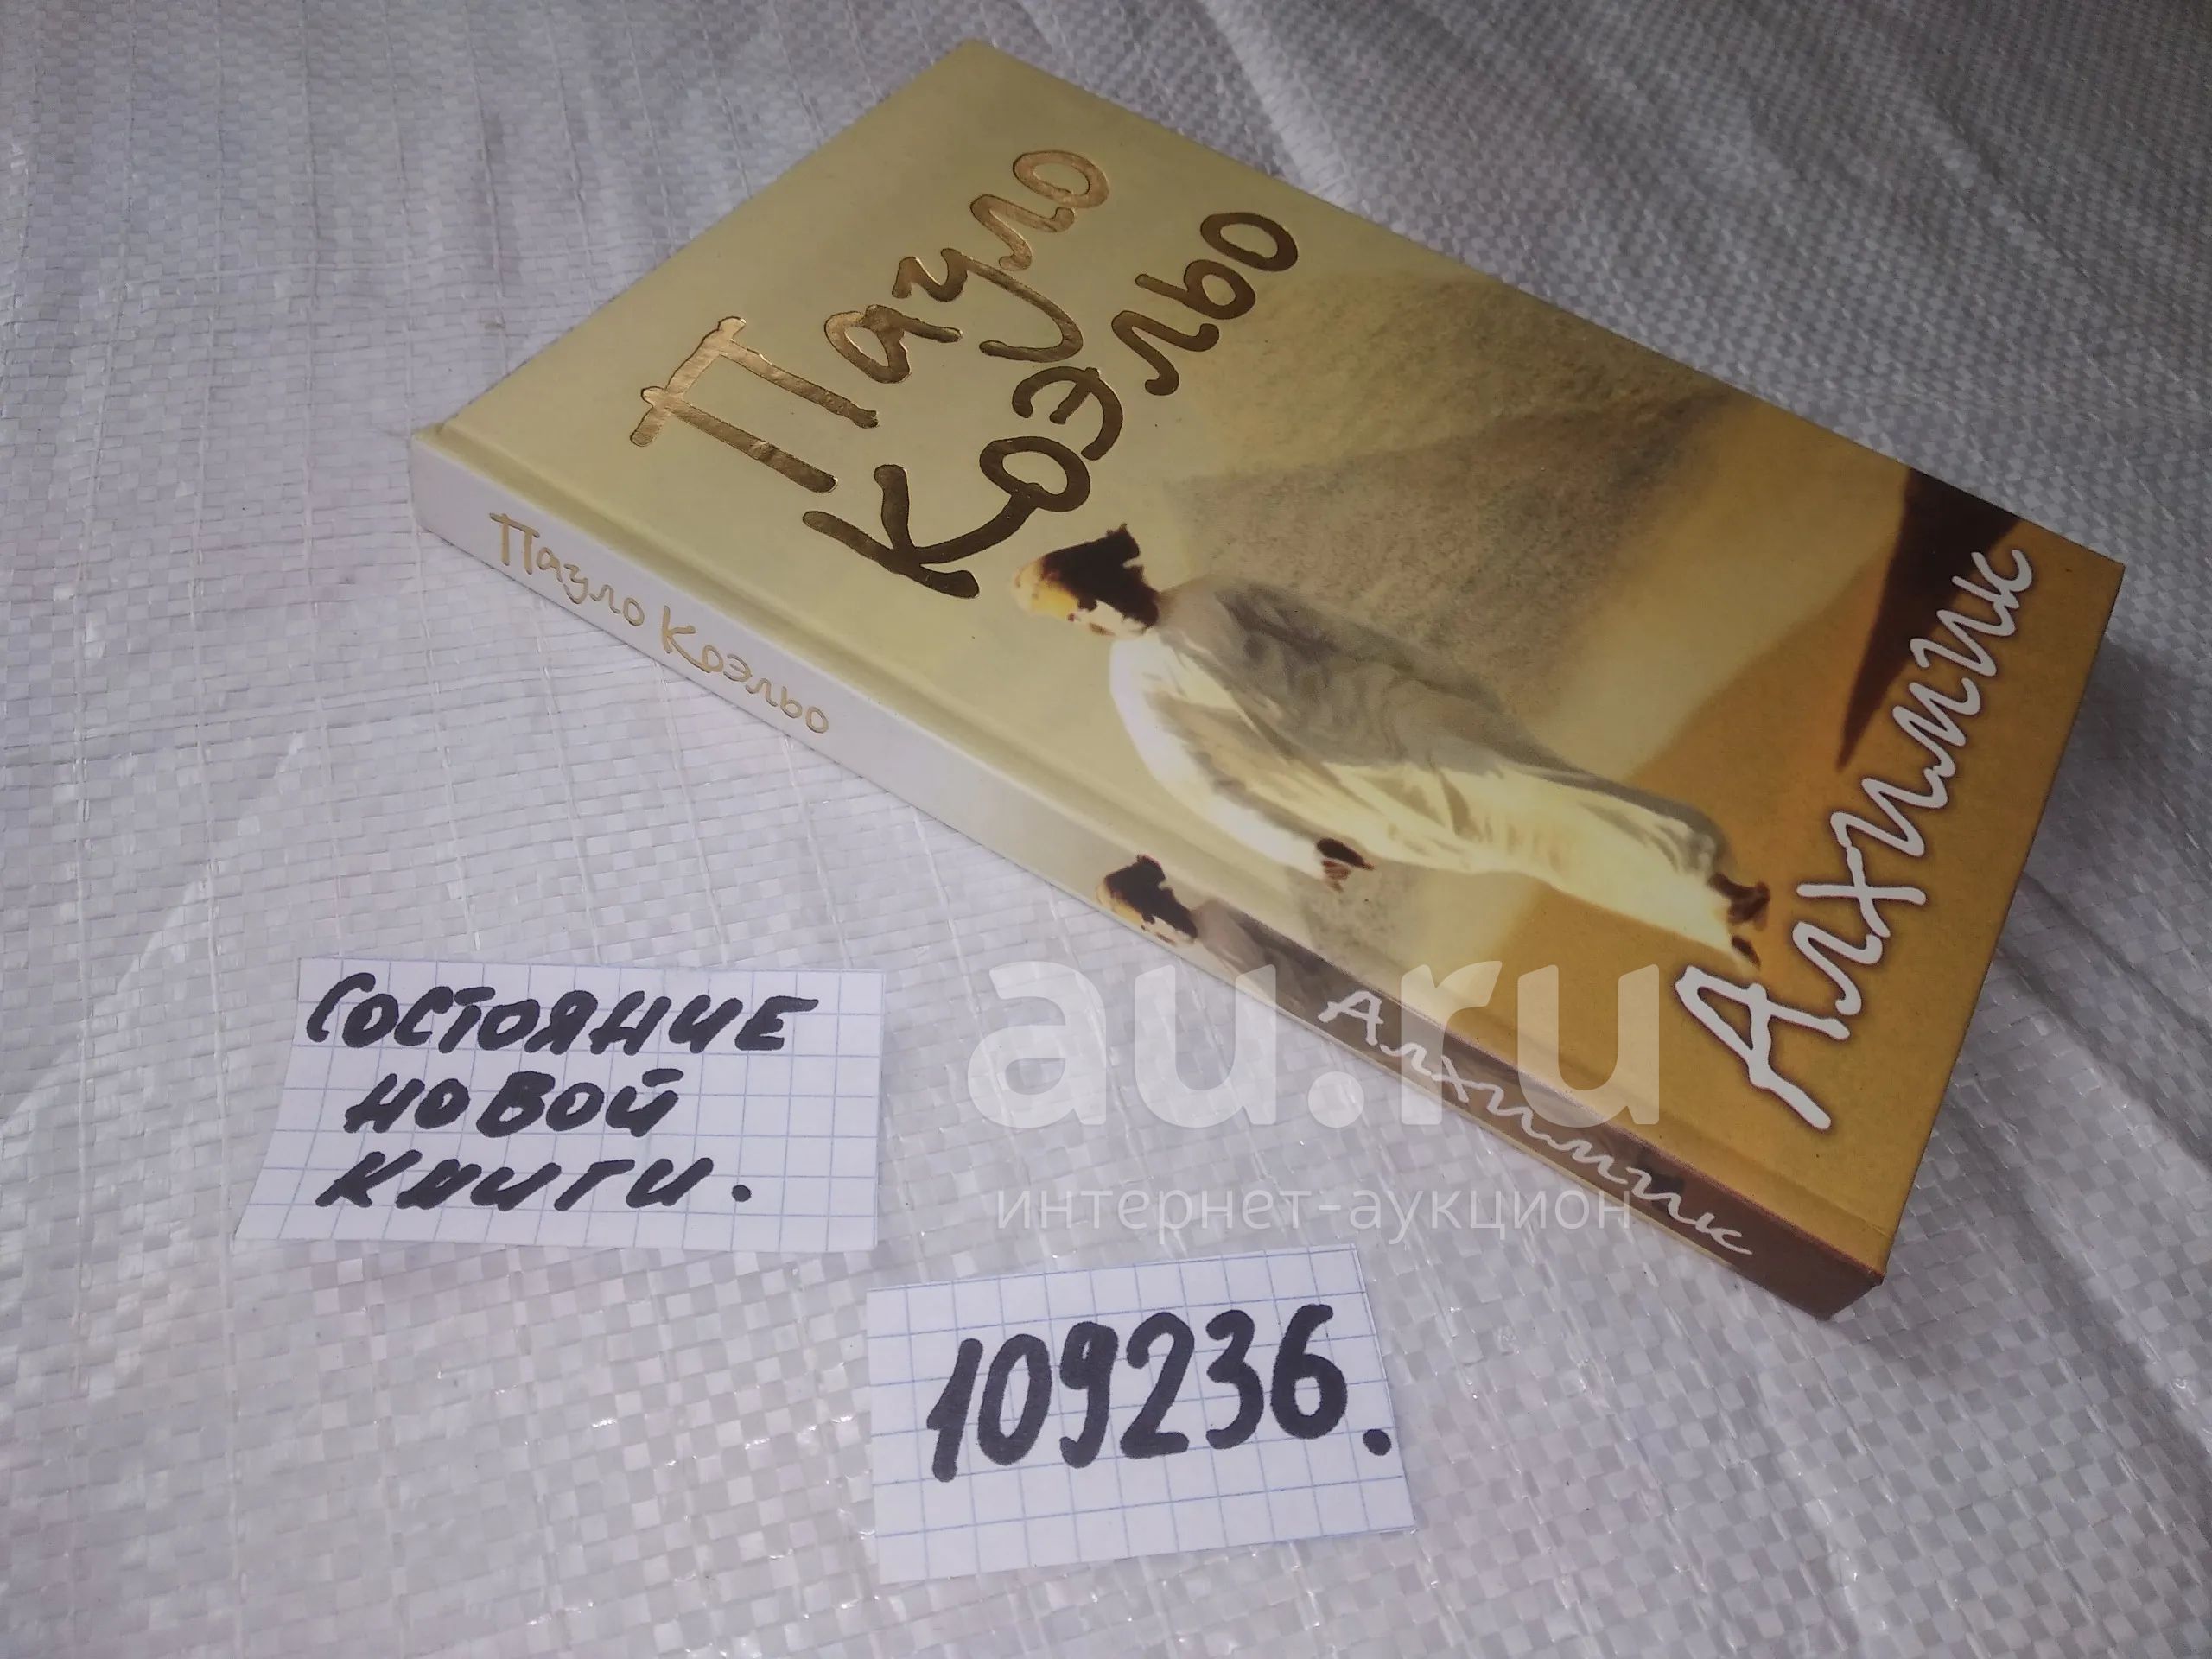 Пауло
Коэльо
Алхимик
Пауло Коэльо
Алхимик
au.ru
интернет-аукцион
СОСТОЯНИЕ
НОВОЙ
КНИГИ.
109236.